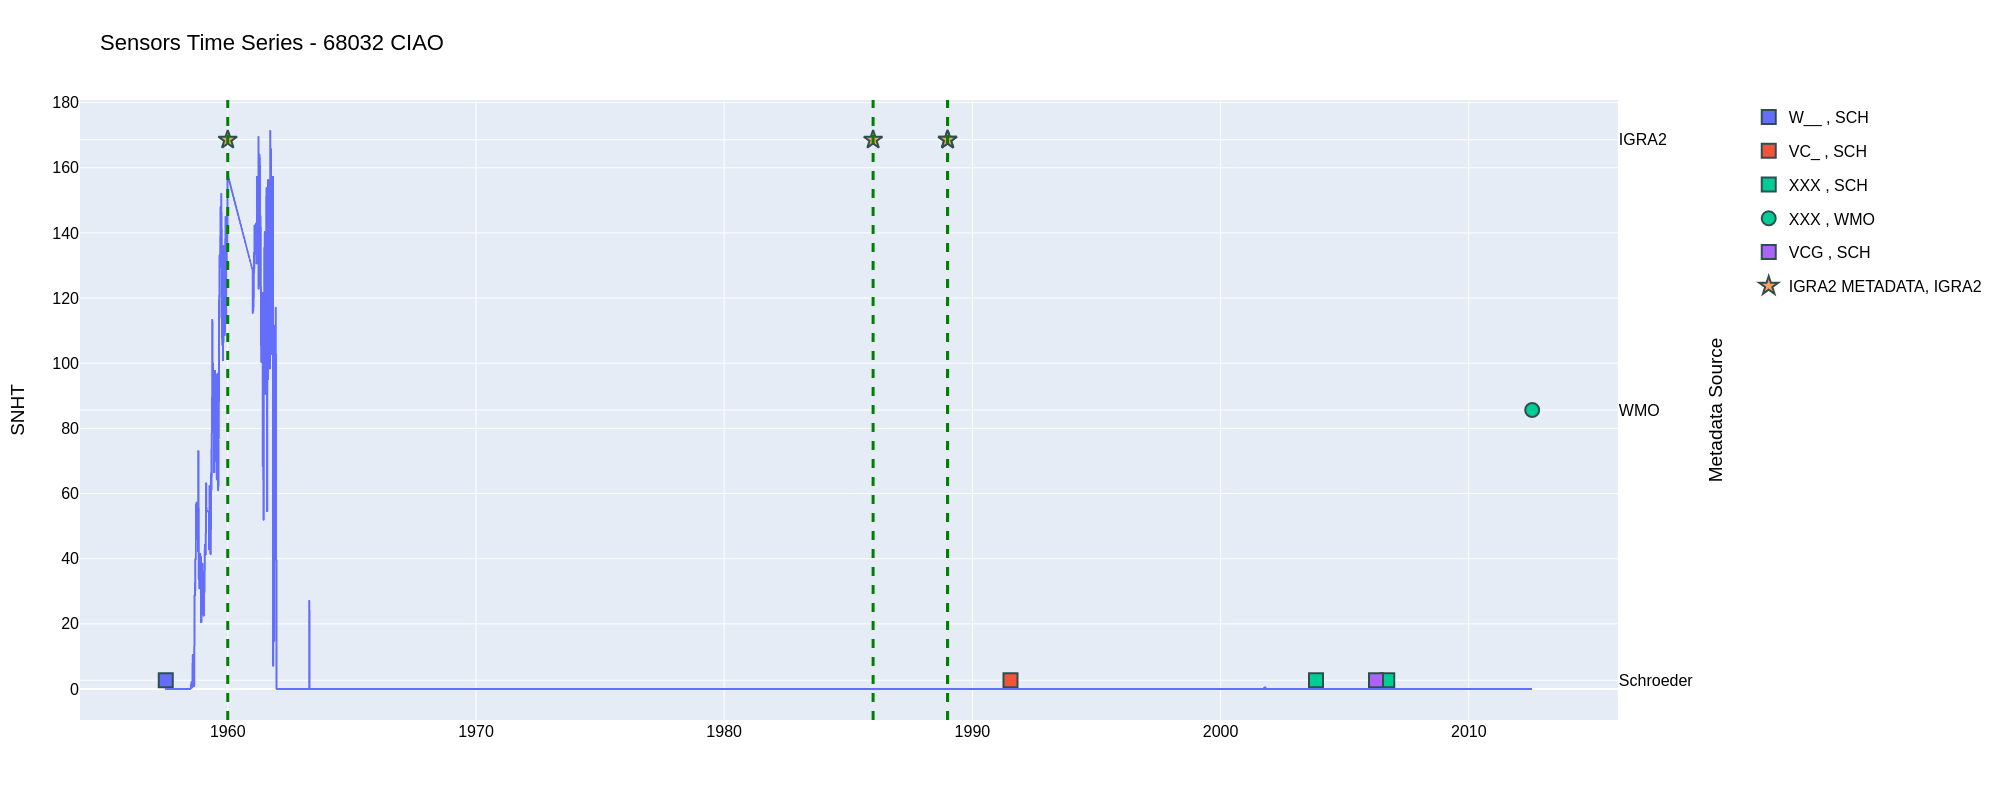 Sensors Time Series - 68032 CIAO
180
160
140
120
100
80
60
40
20
0
SNHT
1960
1970
1980
1990
2000
2010
IGRA2
WMO
Schroeder
Metadata Source
W__ , SCH
VC_ , SCH
XXX , SCH
XXX , WMO
VCG , SCH
IGRA2 METADATA, IGRA2